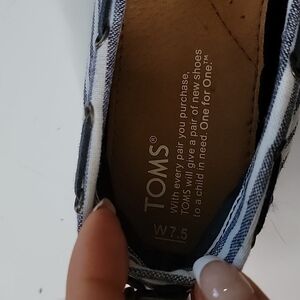 TOMS®
With every pair you purchase,
TOMS will give a pair of new shoes
to a child in need. One for One.™
W7.5